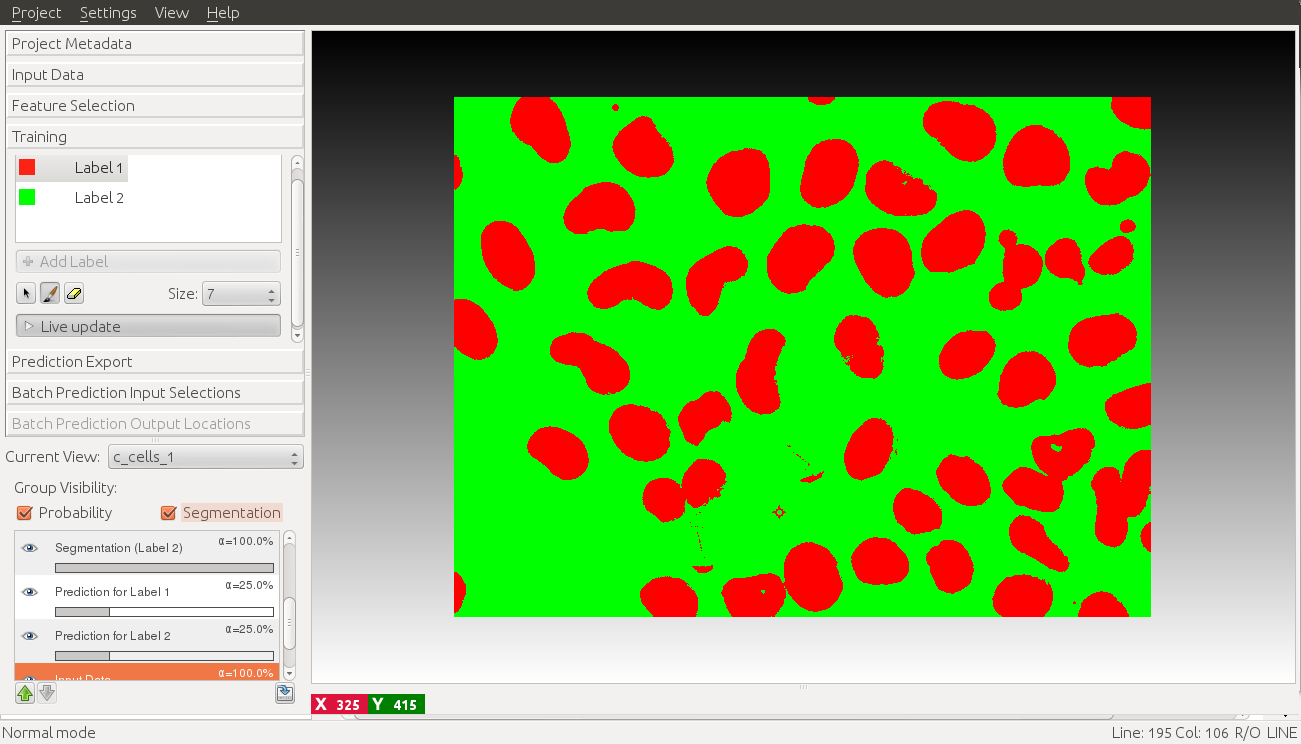 Project Settings View Help
Project Metadata
Input Data
Feature Selection
Training
Label 1
Label 2
Add Label
Size: 7
Live update
Prediction Export
Batch Prediction Input Selections
Batch Prediction Output Locations
Current View: c_cells_1
Group Visibility:
Probability Segmentation
Segmentation (Label 2) α=100.0%
Prediction for Label 1 α=25.0%
Prediction for Label 2 α=25.0%
Input Data α=100.0%
X 325 Y 415
Normal mode Line: 195 Col: 106 R/O LINE